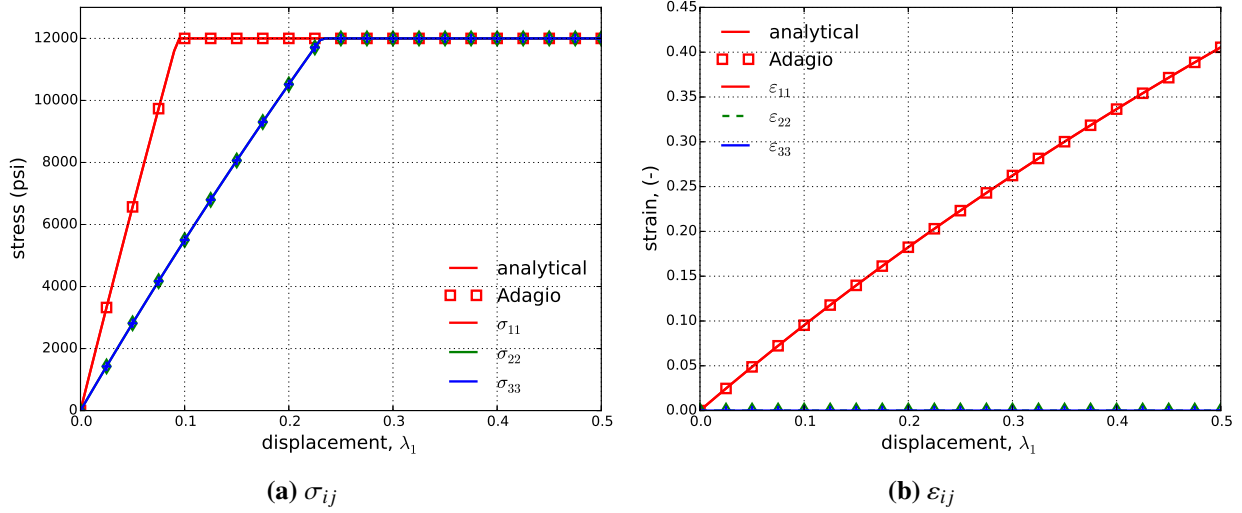 stress (psi)
12000
10000
8000
6000
4000
2000
0
0.0 0.1 0.2 0.3 0.4 0.5
displacement, λ₁
analytical
Adagio
σ₁₁
σ₂₂
σ₃₃
(a) σᵢⱼ
strain, (-)
0.45
0.40
0.35
0.30
0.25
0.20
0.15
0.10
0.05
0.00
0.0 0.1 0.2 0.3 0.4 0.5
displacement, λ₁
analytical
Adagio
ε₁₁
ε₂₂
ε₃₃
(b) εᵢⱼ